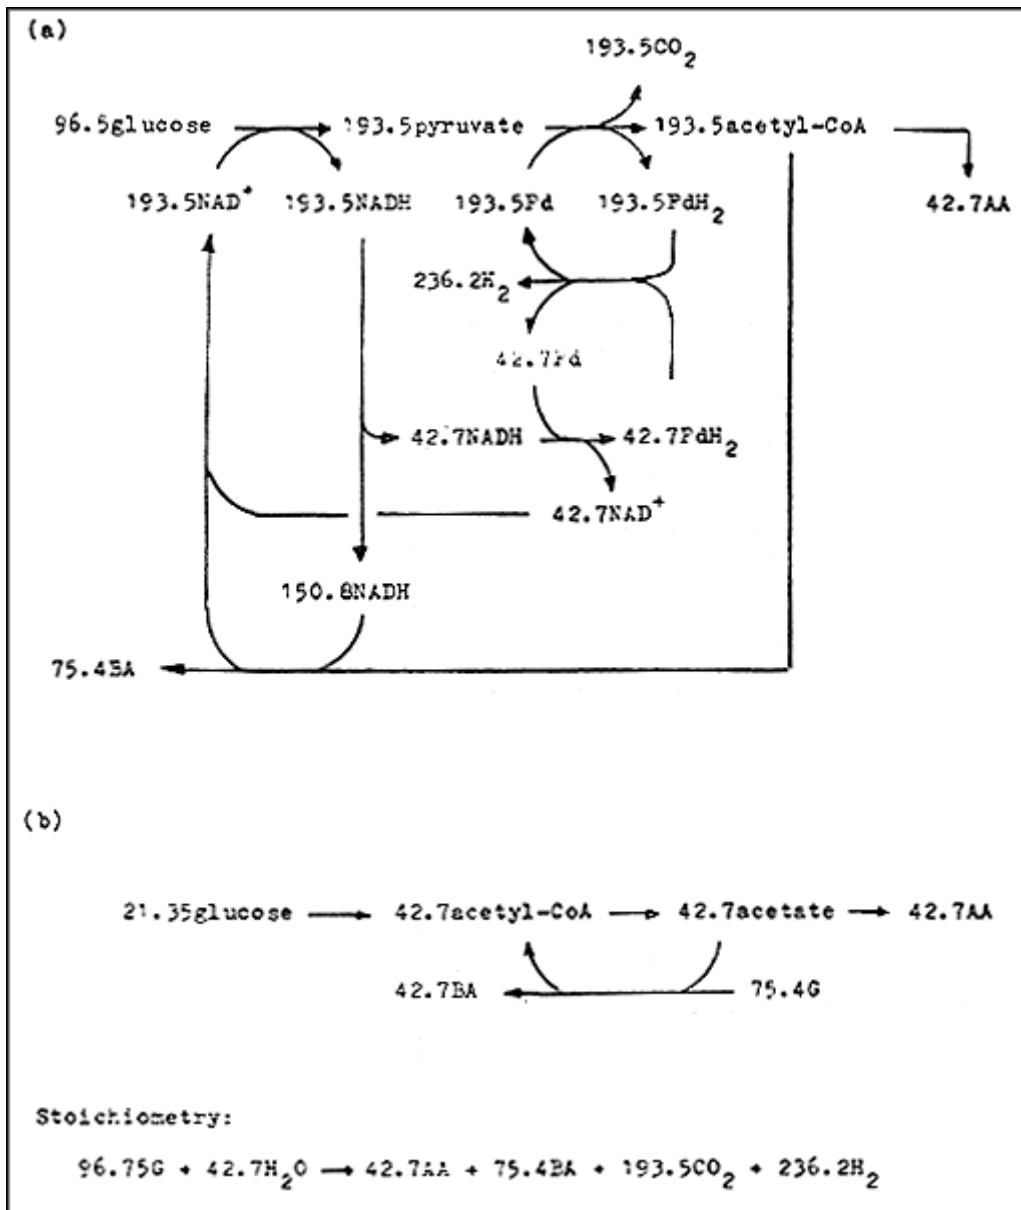 (a)
193.5CO2
96.5glucose 193.5pyruvate 193.5acetyl-CoA
193.5NAD+ 193.5NADH 193.5Fd 193.5FdH2 42.7AA
236.2H2
42.7Fd
42.7NADH 42.7FdH2
42.7NAD+
150.8NADH
75.4BA
(b)
21.35glucose 42.7acetyl-CoA 42.7acetate 42.7AA
42.7BA 75.4G
Stoichiometry:
96.75G + 42.7H2O → 42.7AA + 75.4BA + 193.5CO2 + 236.2H2